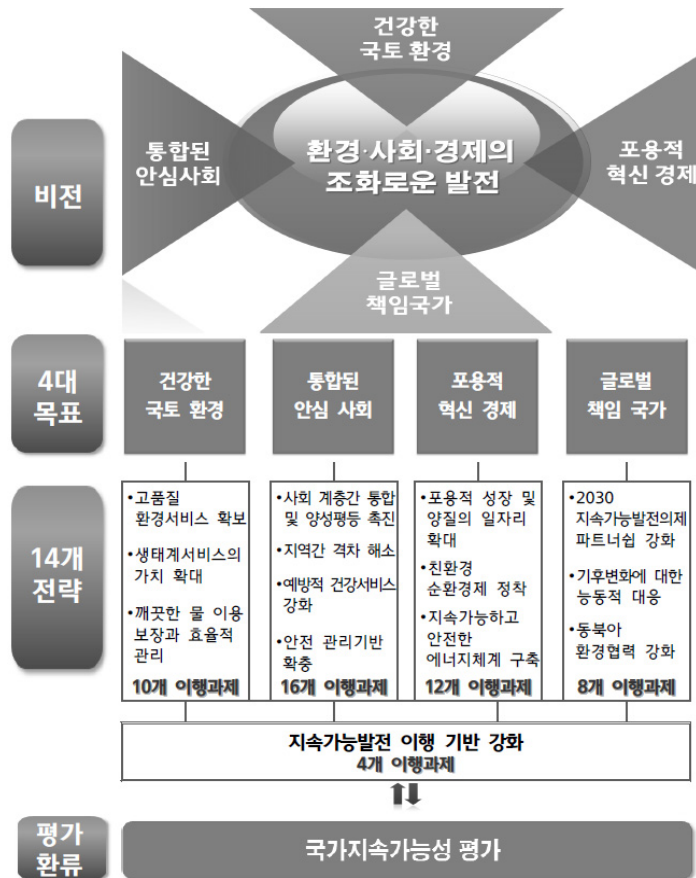 건강한
국토 환경
통합된
안심사회
환경·사회·경제의
조화로운 발전
포용적
혁신 경제
글로벌
책임국가
비전
4대
목표
건강한
국토 환경
통합된
안심 사회
포용적
혁신 경제
글로벌
책임 국가
14개
전략
•고품질
환경서비스 확보
•생태계서비스의
가치 확대
•깨끗한 물 이용
보장과 효율적
관리
10개 이행과제
•사회 계층간 통합
및 양성평등 촉진
•지역간 격차 해소
•예방적 건강서비스
강화
•안전 관리기반
확충
16개 이행과제
•포용적 성장 및
양질의 일자리
확대
•친환경
순환경제 정착
•지속가능하고
안전한
에너지체계 구축
12개 이행과제
•2030
지속가능발전의제
파트너쉽 강화
•기후변화에 대한
능동적 대응
•동북아
환경협력 강화
8개 이행과제
지속가능발전 이행 기반 강화
4개 이행과제
평가
환류
국가지속가능성 평가